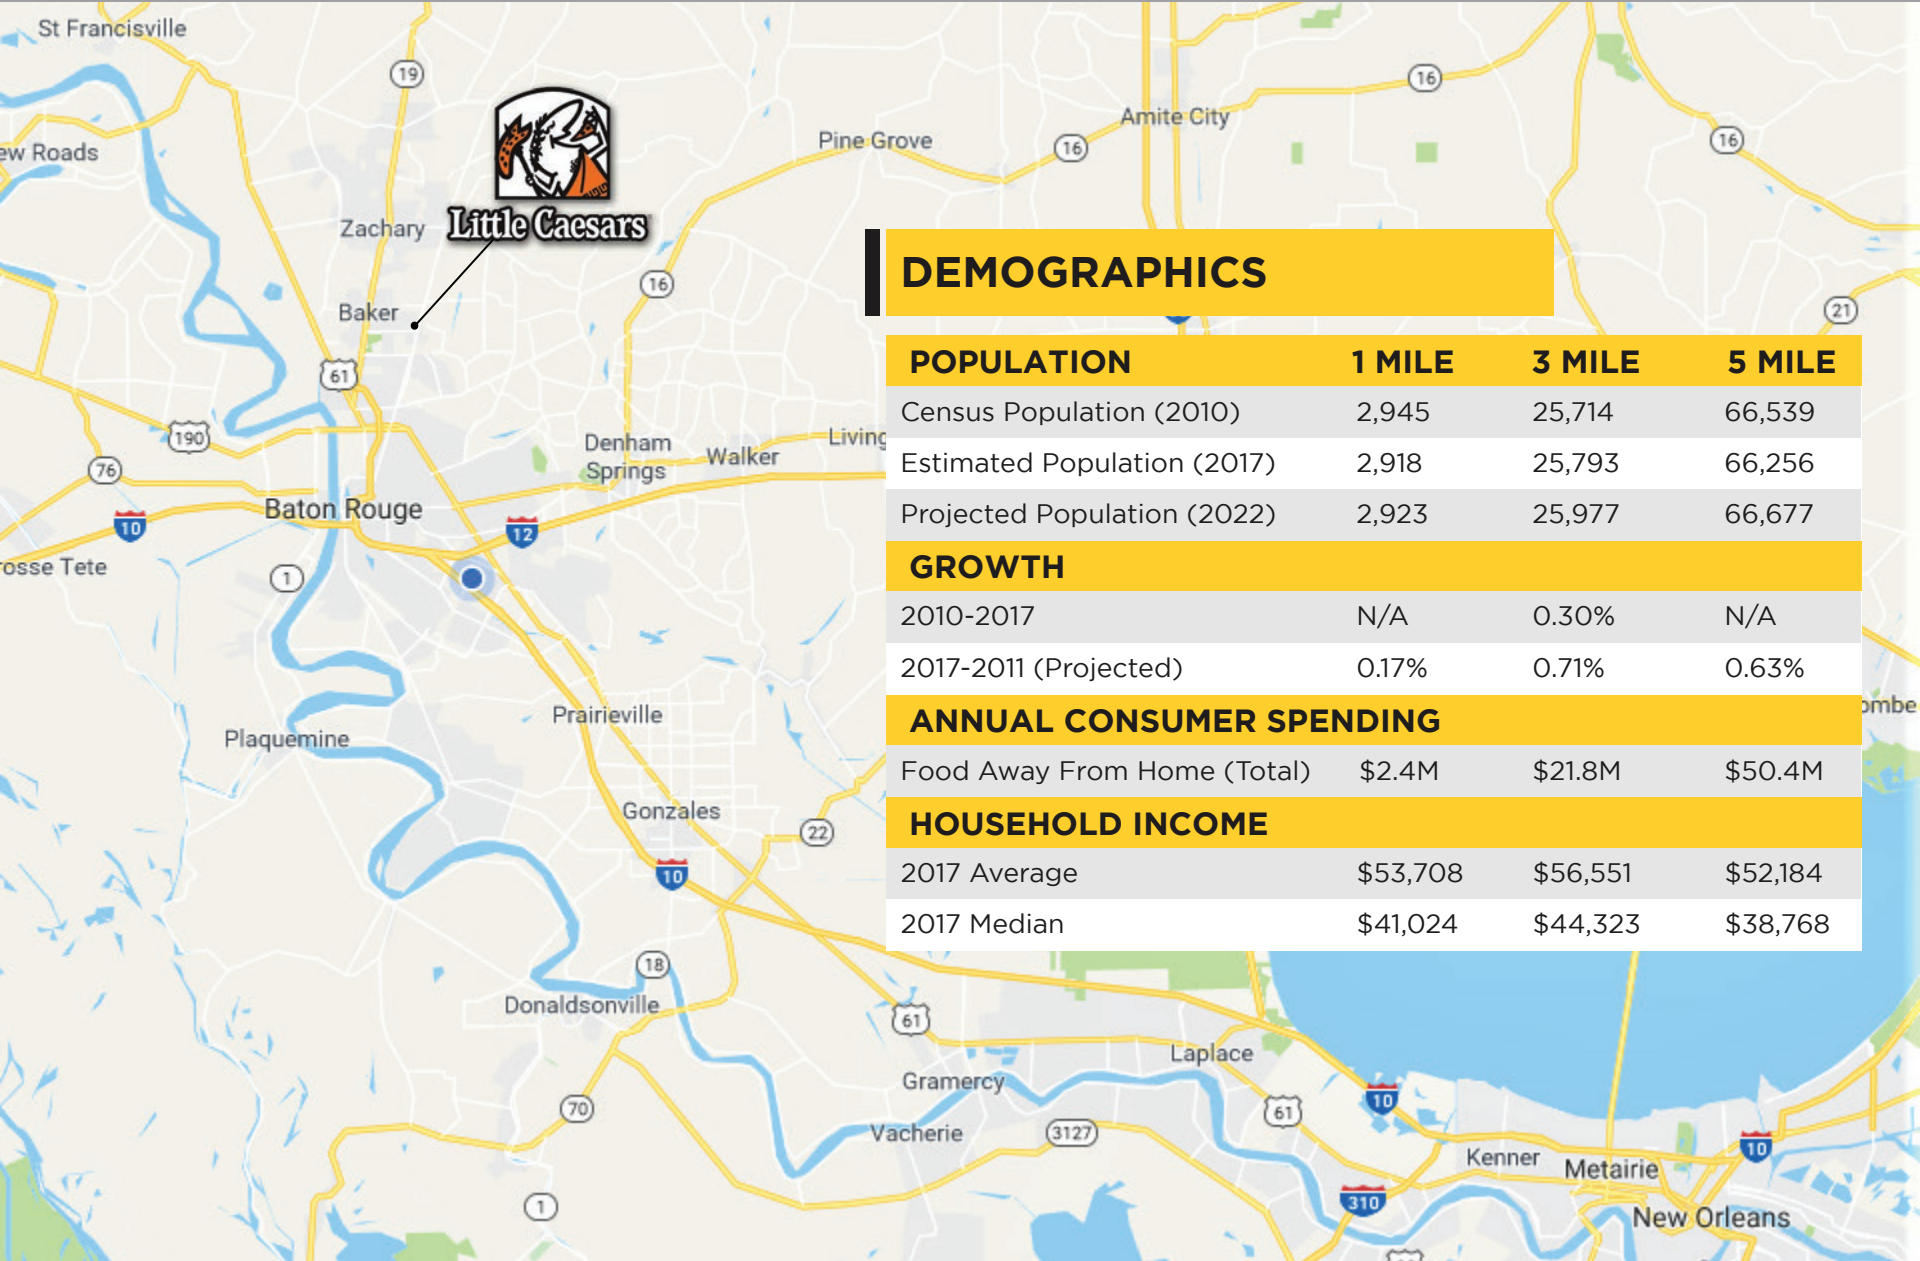 St Francisville
19
16
Amite City
Pine Grove
16
16
ew Roads
Zachary
Little Caesars
16
Baker
21
61
190
Denham
Springs
Walker
Living
76
Baton Rouge
10
12
rosse Tete
1
DEMOGRAPHICS
POPULATION 1 MILE 3 MILE 5 MILE
Census Population (2010) 2,945 25,714 66,539
Estimated Population (2017) 2,918 25,793 66,256
Projected Population (2022) 2,923 25,977 66,677
GROWTH
2010-2017 N/A 0.30% N/A
2017-2011 (Projected) 0.17% 0.71% 0.63%
ANNUAL CONSUMER SPENDING
Food Away From Home (Total) $2.4M $21.8M $50.4M
HOUSEHOLD INCOME
2017 Average $53,708 $56,551 $52,184
2017 Median $41,024 $44,323 $38,768
ombe
Prairieville
Plaquemine
Gonzales
22
10
18
Donaldsonville
61
Laplace
Gramercy
10
70
61
Vacherie
3127
10
Kenner
Metairie
1
310
New Orleans